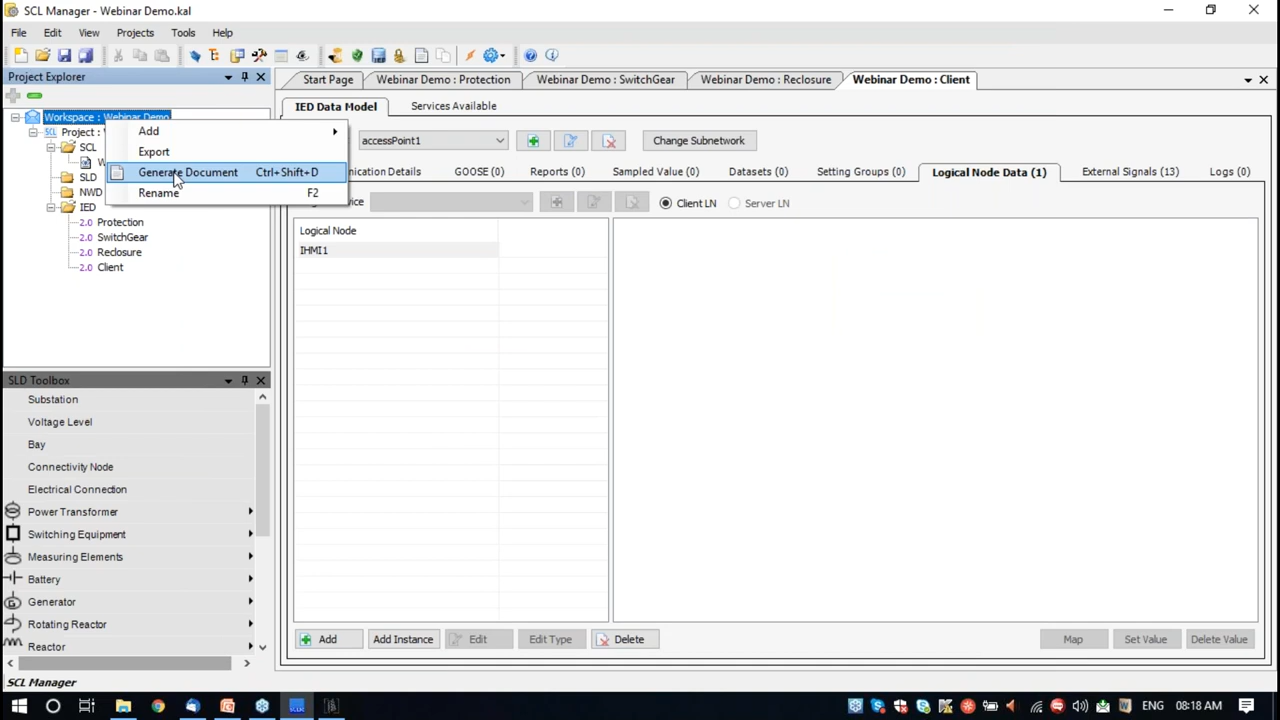 SCL Manager - Webinar Demo.kal
File Edit View Projects Tools Help
Project Explorer
Workspace : Webinar Demo
Project :
SCL
W
SLD
NWD
IED
2.0 Protection
2.0 SwitchGear
2.0 Reclosure
2.0 Client
Add
Export
Generate Document Ctrl+Shift+D
Rename F2
SLD Toolbox
Substation
Voltage Level
Bay
Connectivity Node
Electrical Connection
Power Transformer
Switching Equipment
Measuring Elements
Battery
Generator
Rotating Reactor
Reactor
Start Page Webinar Demo : Protection Webinar Demo : SwitchGear Webinar Demo : Reclosure Webinar Demo : Client
IED Data Model Services Available
accessPoint1 Change Subnetwork
GOOSE (0) Reports (0) Sampled Value (0) Datasets (0) Setting Groups (0) Logical Node Data (1) External Signals (13) Logs (0)
Client LN Server LN
Logical Node
IHMI1
Add Add Instance Edit Edit Type Delete Map Set Value Delete Value
SCL Manager
ENG 08:18 AM